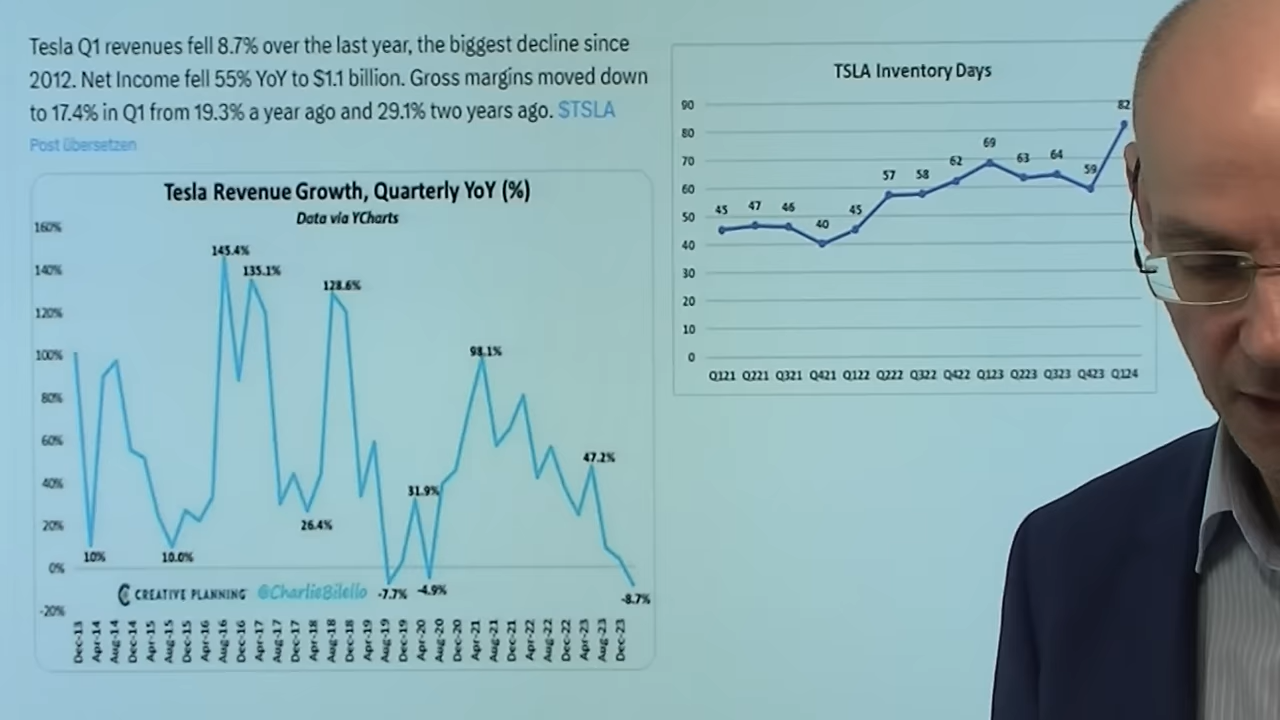 Tesla Q1 revenues fell 8.7% over the last year, the biggest decline since
2012. Net Income fell 55% YoY to $1.1 billion. Gross margins moved down
to 17.4% in Q1 from 19.3% a year ago and 29.1% two years ago. $TSLA
Post übersetzen
Tesla Revenue Growth, Quarterly YoY (%)
Data via YCharts
160%
140%
120%
100%
80%
60%
40%
20%
0%
-20%
145.4%
135.1%
128.6%
98.1%
47.2%
31.9%
26.4%
10%
10.0%
-7.7%
-4.9%
-8.7%
CREATIVE PLANNING @CharlieBilello
Dec-13 Apr-14 Aug-14 Dec-14 Apr-15 Aug-15 Dec-15 Apr-16 Aug-16 Dec-16 Apr-17 Aug-17 Dec-17 Apr-18 Aug-18 Dec-18 Apr-19 Aug-19 Dec-19 Apr-20 Aug-20 Dec-20 Apr-21 Aug-21 Dec-21 Apr-22 Aug-22 Dec-22 Apr-23 Aug-23 Dec-23
TSLA Inventory Days
90
80
70
60
50
40
30
20
10
0
45 47 46 40 45 57 58 62 69 63 64 59 82
Q121 Q221 Q321 Q421 Q122 Q222 Q322 Q422 Q123 Q223 Q323 Q423 Q124